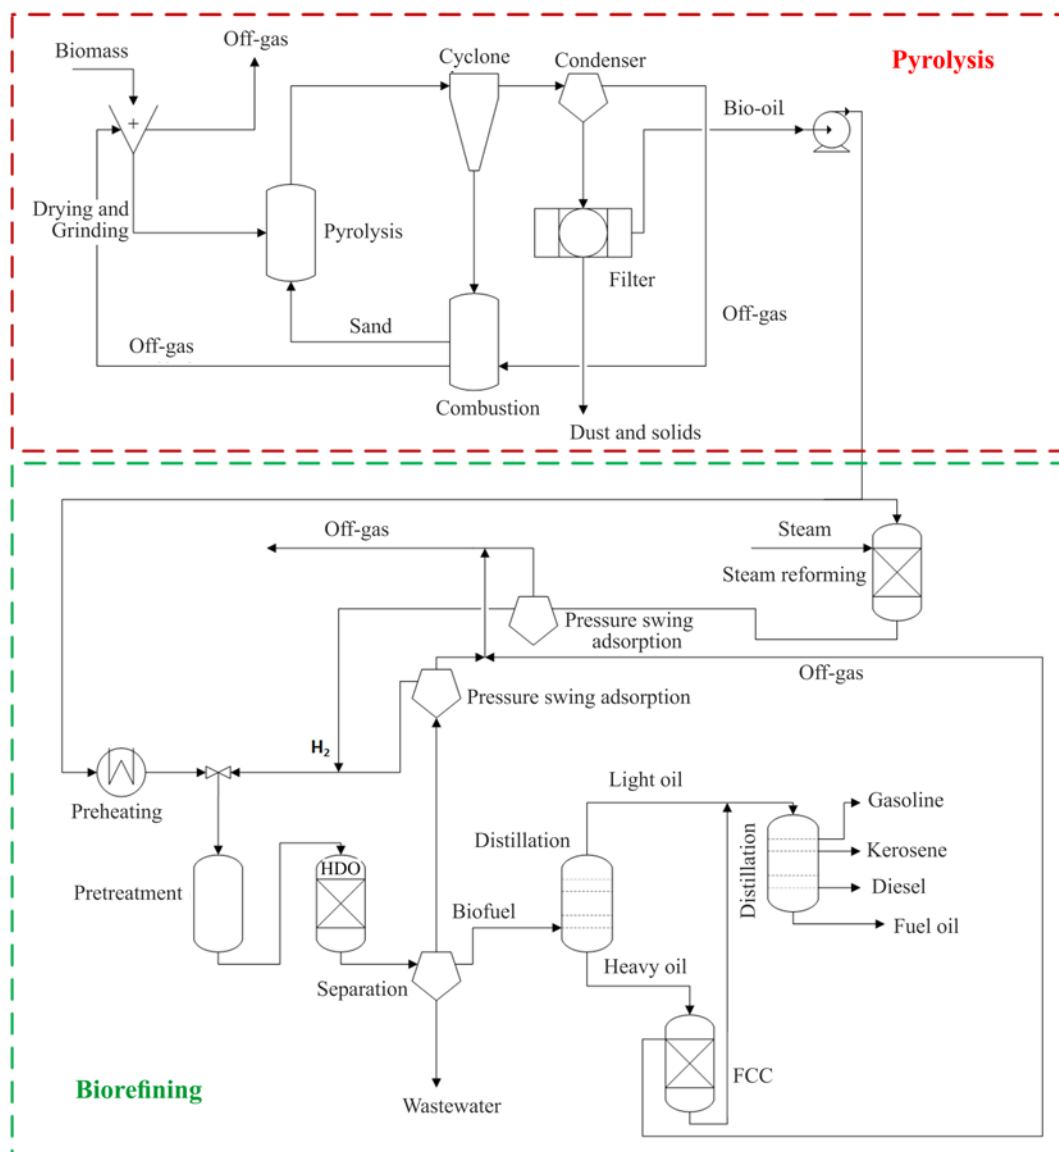 Off-gas
Biomass
Cyclone
Condenser
Pyrolysis
Bio-oil
+
Drying and
Grinding
Pyrolysis
Filter
Sand
Off-gas
Off-gas
Combustion
Dust and solids
Off-gas
Steam
Steam reforming
Pressure swing
adsorption
Off-gas
Pressure swing adsorption
H₂
Preheating
Light oil
Gasoline
Distillation
Kerosene
HDO
Distillation
Pretreatment
Diesel
Biofuel
Fuel oil
Heavy oil
Separation
FCC
Biorefining
Wastewater